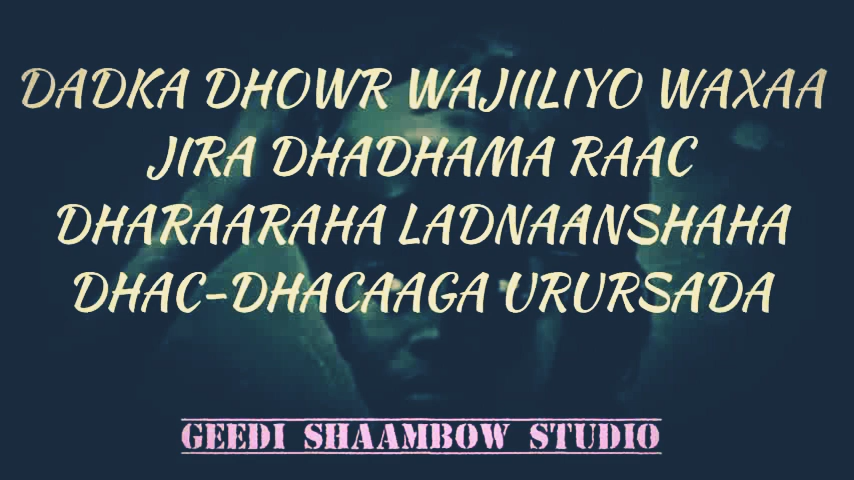 DADKA DHOWR WAJIILIYO WAXAA
JIRA DHADHAMA RAAC
DHARAARAHA LADNAANSHAHA
DHAC-DHACAAGA URURSADA
GEEDI SHAAMBOW STUDIO